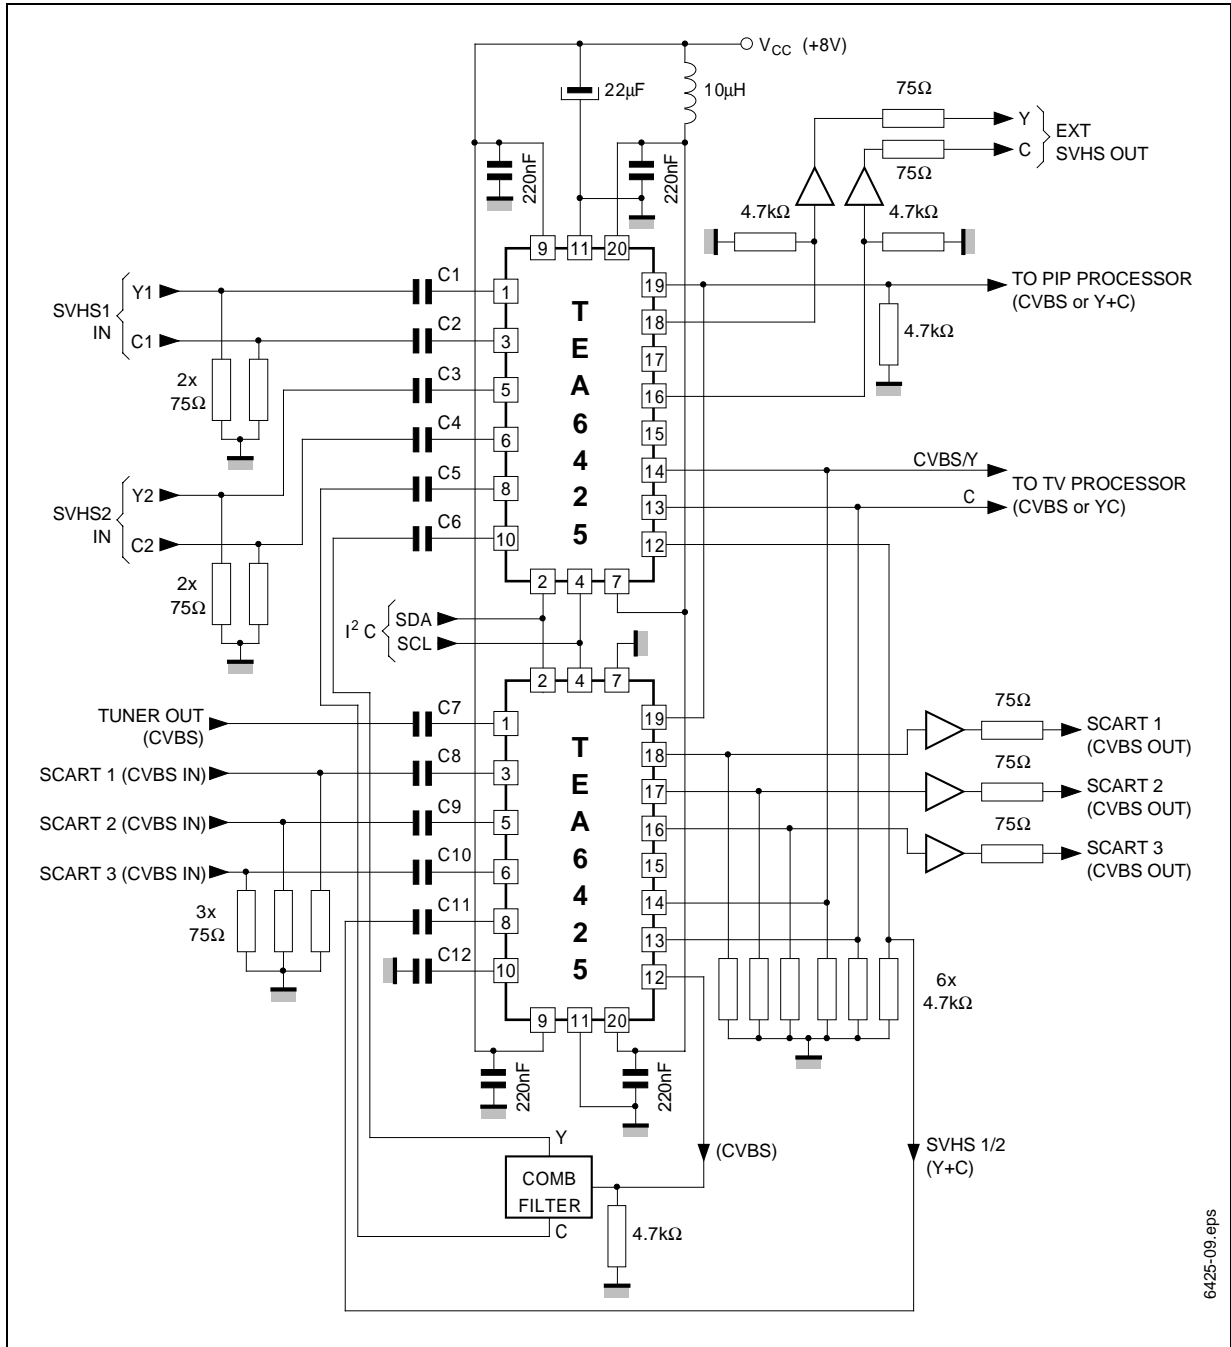 V_CC (+8V)
22µF
10µH
220nF
220nF
75Ω
Y
EXT
SVHS OUT
C
75Ω
4.7kΩ
4.7kΩ
9
11
20
SVHS1
IN
Y1
C1
C1
1
C2
3
2x
75Ω
C3
5
C4
6
C5
8
C6
10
SVHS2
IN
Y2
C2
2x
75Ω
T
E
A
6
4
2
5
19
18
17
16
15
14
13
12
TO PIP PROCESSOR
(CVBS or Y+C)
4.7kΩ
CVBS/Y
TO TV PROCESSOR
(CVBS or YC)
C
2
4
7
I² C
SDA
SCL
2
4
7
TUNER OUT
(CVBS)
C7
1
SCART 1 (CVBS IN)
C8
3
SCART 2 (CVBS IN)
C9
5
SCART 3 (CVBS IN)
C10
6
3x
75Ω
C11
8
C12
10
T
E
A
6
4
2
5
19
18
17
16
15
14
13
12
75Ω
SCART 1
(CVBS OUT)
75Ω
SCART 2
(CVBS OUT)
75Ω
SCART 3
(CVBS OUT)
6x
4.7kΩ
9
11
20
220nF
220nF
Y
COMB
FILTER
C
(CVBS)
4.7kΩ
SVHS 1/2
(Y+C)
6425-09.eps